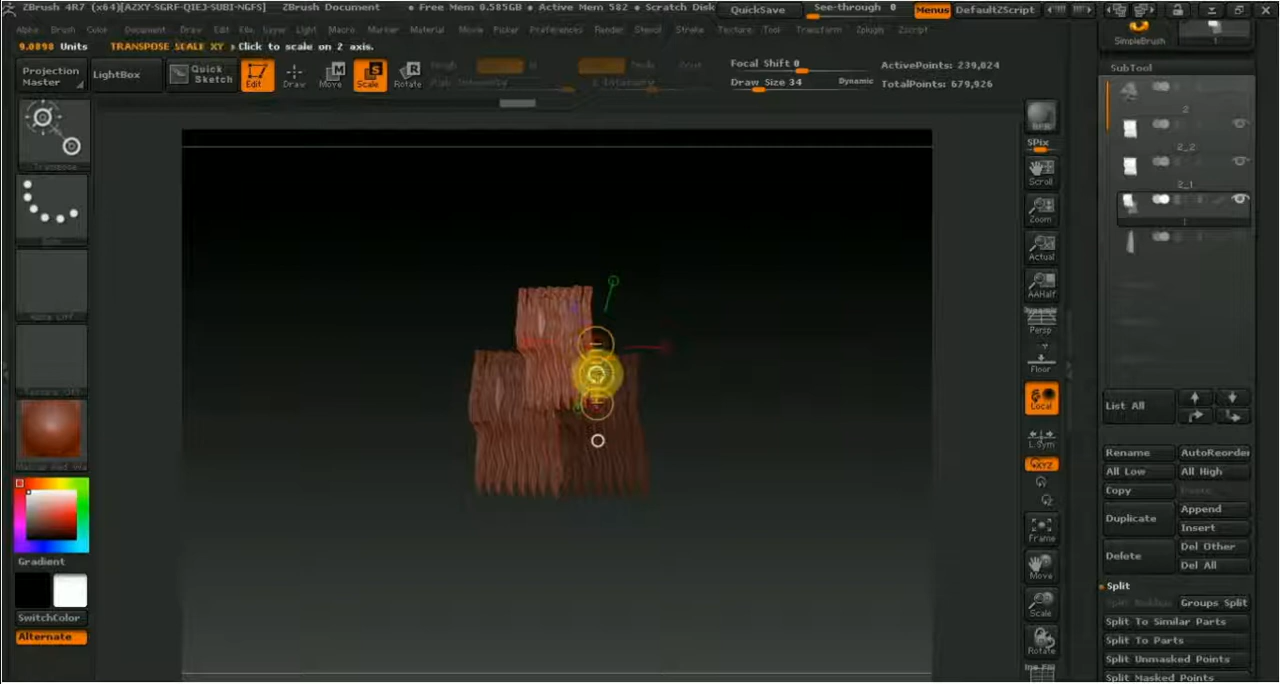 ZBrush 4R7 (x64)[AZXY-SGRF-QIEJ-SUBI-NGFS] ZBrush Document • Free Mem 0.585GB • Active Mem 582 • Scratch Disk QuickSave See-through 0 Menus DefaultZScript
Alpha Brush Color Document Draw Edit File Layer Light Macro Marker Material Movie Picker Preferences Render Stencil Stroke Texture Tool Transform Zplugin Zscript
9.0898 Units TRANSPOSE SCALE XY Click to scale on 2 axis.
Projection Master
LightBox
Quick Sketch
Edit
Draw
Move
Scale
Rotate
Focal Shift 0
Draw Size 34
Dynamic
ActivePoints: 239,024
TotalPoints: 679,926
SimpleBrush
1
SubTool
2
2_2
2_1
1
Transpose
BPR
SPix
Scroll
Zoom
Actual
AAHalf
Dynamic
Persp
Floor
Local
L.Sym
XYZ
Frame
Move
Scale
Rotate
Gradient
SwitchColor
Alternate
List All
Rename
AutoReorder
All Low
All High
Copy
Duplicate
Append
Insert
Delete
Del Other
Del All
Split
Groups Split
Split To Similar Parts
Split To Parts
Split Unmasked Points
Split Masked Points